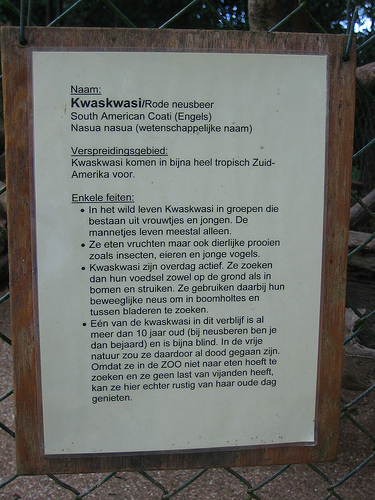 Naam:
Kwaskwasi/Rode neusbeer
South American Coati (Engels)
Nasua nasua (wetenschappelijke naam)
Verspreidingsgebied:
Kwaskwasi komen in bijna heel tropisch Zuid-
Amerika voor.
Enkele feiten:
• In het wild leven Kwaskwasi in groepen die
bestaan uit vrouwtjes en jongen. De
mannetjes leven meestal alleen.
• Ze eten vruchten maar ook dierlijke prooien
zoals insecten, eieren en jonge vogels.
• Kwaskwasi zijn overdag actief. Ze zoeken
dan hun voedsel zowel op de grond als in
bomen en struiken. Ze gebruiken daarbij hun
beweeglijke neus om in boomholtes en
tussen bladeren te zoeken.
• Eén van de kwaskwasi in dit verblijf is al
meer dan 10 jaar oud (bij neusberen ben je
dan bejaard) en is bijna blind. In de vrije
natuur zou ze daardoor al dood gegaan zijn.
Omdat ze in de ZOO niet naar eten hoeft te
zoeken en ze geen last van vijanden heeft,
kan ze hier echter rustig van haar oude dag
genieten.